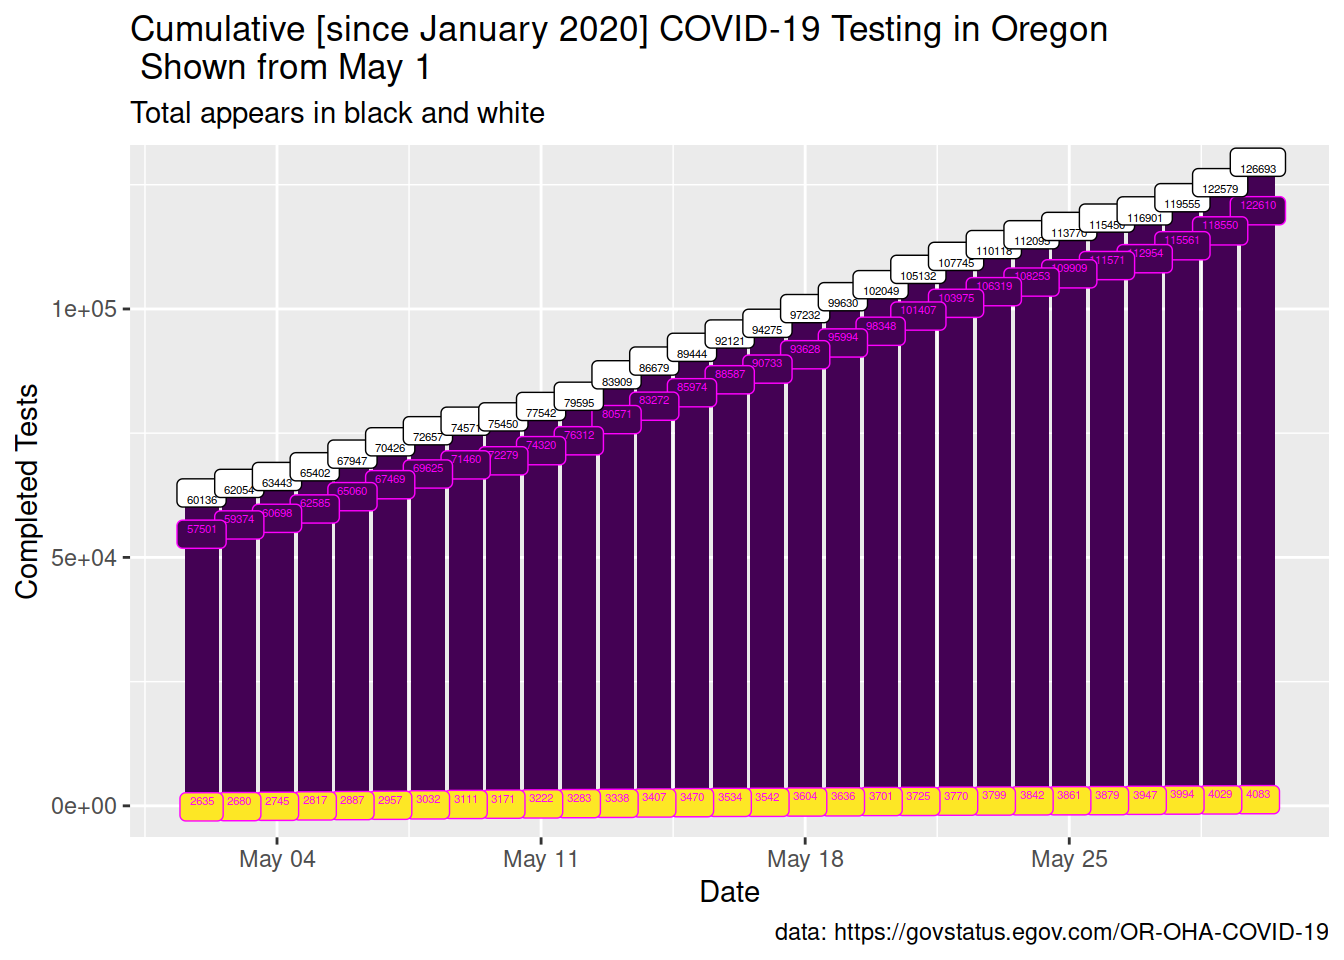 Cumulative [since January 2020] COVID-19 Testing in Oregon
Shown from May 1
Total appears in black and white
Completed Tests
1e+05
5e+04
0e+00
60136 62054 63443 65402 67947 70426 72657 74571 75450 77542 79595 83909 86679 89444 92121 94275 97232 99630 102049 105132 107745 110118 112095 113770 115450 116901 119555 122579 126693
57501 59374 60698 62585 65060 67469 69625 71460 72279 74320 76312 80571 83272 85974 88587 90733 93628 95994 98348 101407 103975 106319 108253 109909 111571 112954 115561 118550 122610
2635 2680 2745 2817 2887 2957 3032 3111 3171 3222 3283 3338 3407 3470 3534 3542 3604 3636 3701 3725 3770 3799 3842 3861 3879 3947 3994 4029 4083
May 04 May 11 May 18 May 25
Date
data: https://govstatus.egov.com/OR-OHA-COVID-19